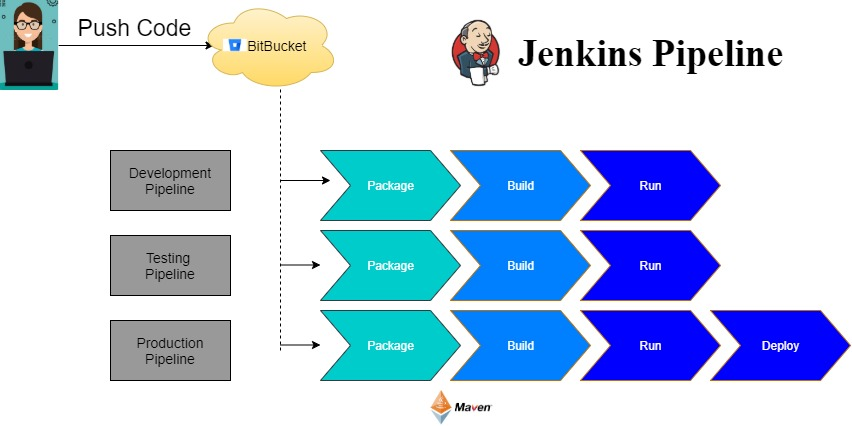 Push Code
BitBucket
Jenkins Pipeline
Development
Pipeline
Package
Build
Run
Testing
Pipeline
Package
Build
Run
Production
Pipeline
Package
Build
Run
Deploy
Maven